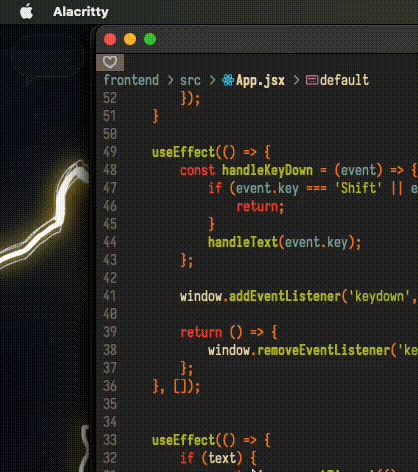 Alacritty
frontend > src > App.jsx > default
52 });
51 }
50
49 useEffect(() => {
48 const handleKeyDown = (event) => {
47 if (event.key === 'Shift' || e
46 return;
45 }
44 handleText(event.key);
43 };
42
41 window.addEventListener('keydown',
40
39 return () => {
38 window.removeEventListener('ke
37 };
36 }, []);
35
34
33 useEffect(() => {
32 if (text) {